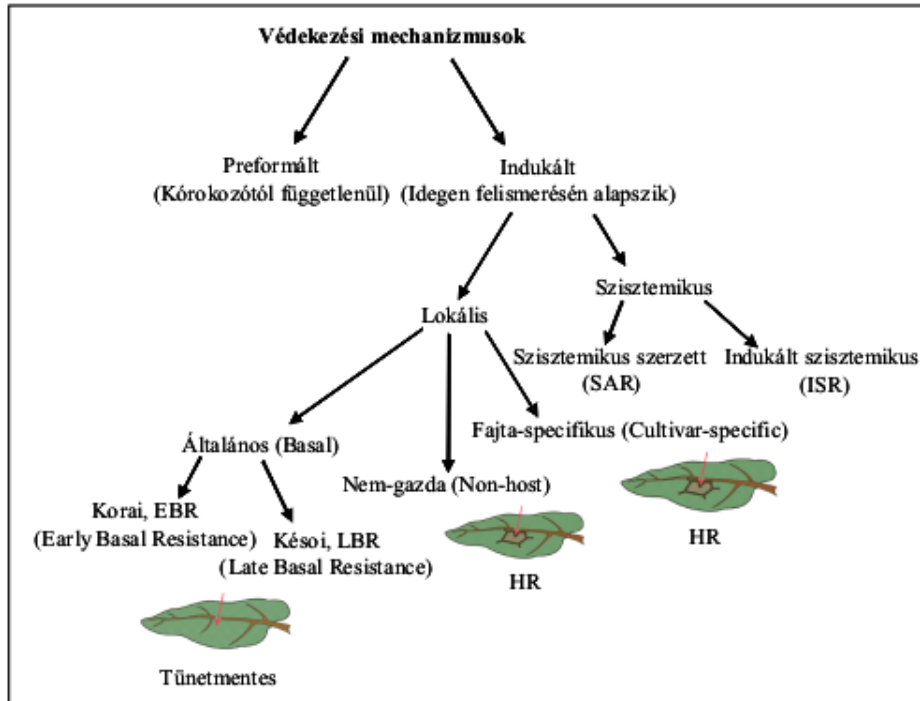 Védekezési mechanizmusok
Preformált
(Kórokozótól függetlenül)
Indukált
(Idegen felismerésén alapszik)
Szisztemikus
Lokális
Szisztemikus szerzett
(SAR)
Indukált szisztemikus
(ISR)
Fajta-specifikus (Cultivar-specific)
HR
Általános (Basal)
Nem-gazda (Non-host)
HR
Korai, EBR
(Early Basal Resistance)
Késoi, LBR
(Late Basal Resistance)
Tünetmentes